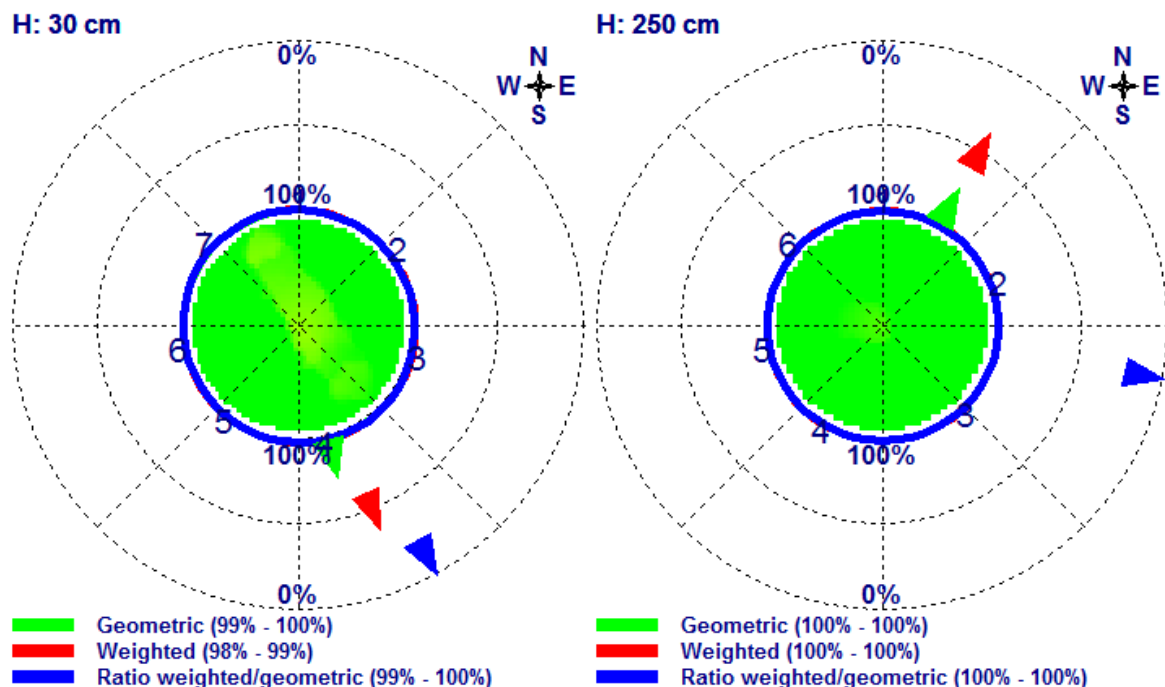 H: 30 cm
0%
N
W E
S
100%
7
2
6
3
5
4
100%
0%
Geometric (99% - 100%)
Weighted (98% - 99%)
Ratio weighted/geometric (99% - 100%)
H: 250 cm
0%
N
W E
S
100%
6
2
5
3
4
100%
0%
Geometric (100% - 100%)
Weighted (100% - 100%)
Ratio weighted/geometric (100% - 100%)